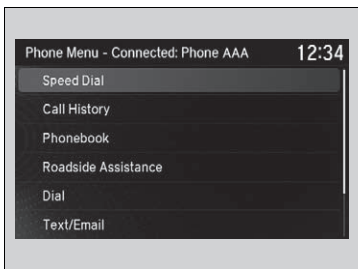 Phone Menu - Connected: Phone AAA 12:34
Speed Dial
Call History
Phonebook
Roadside Assistance
Dial
Text/Email